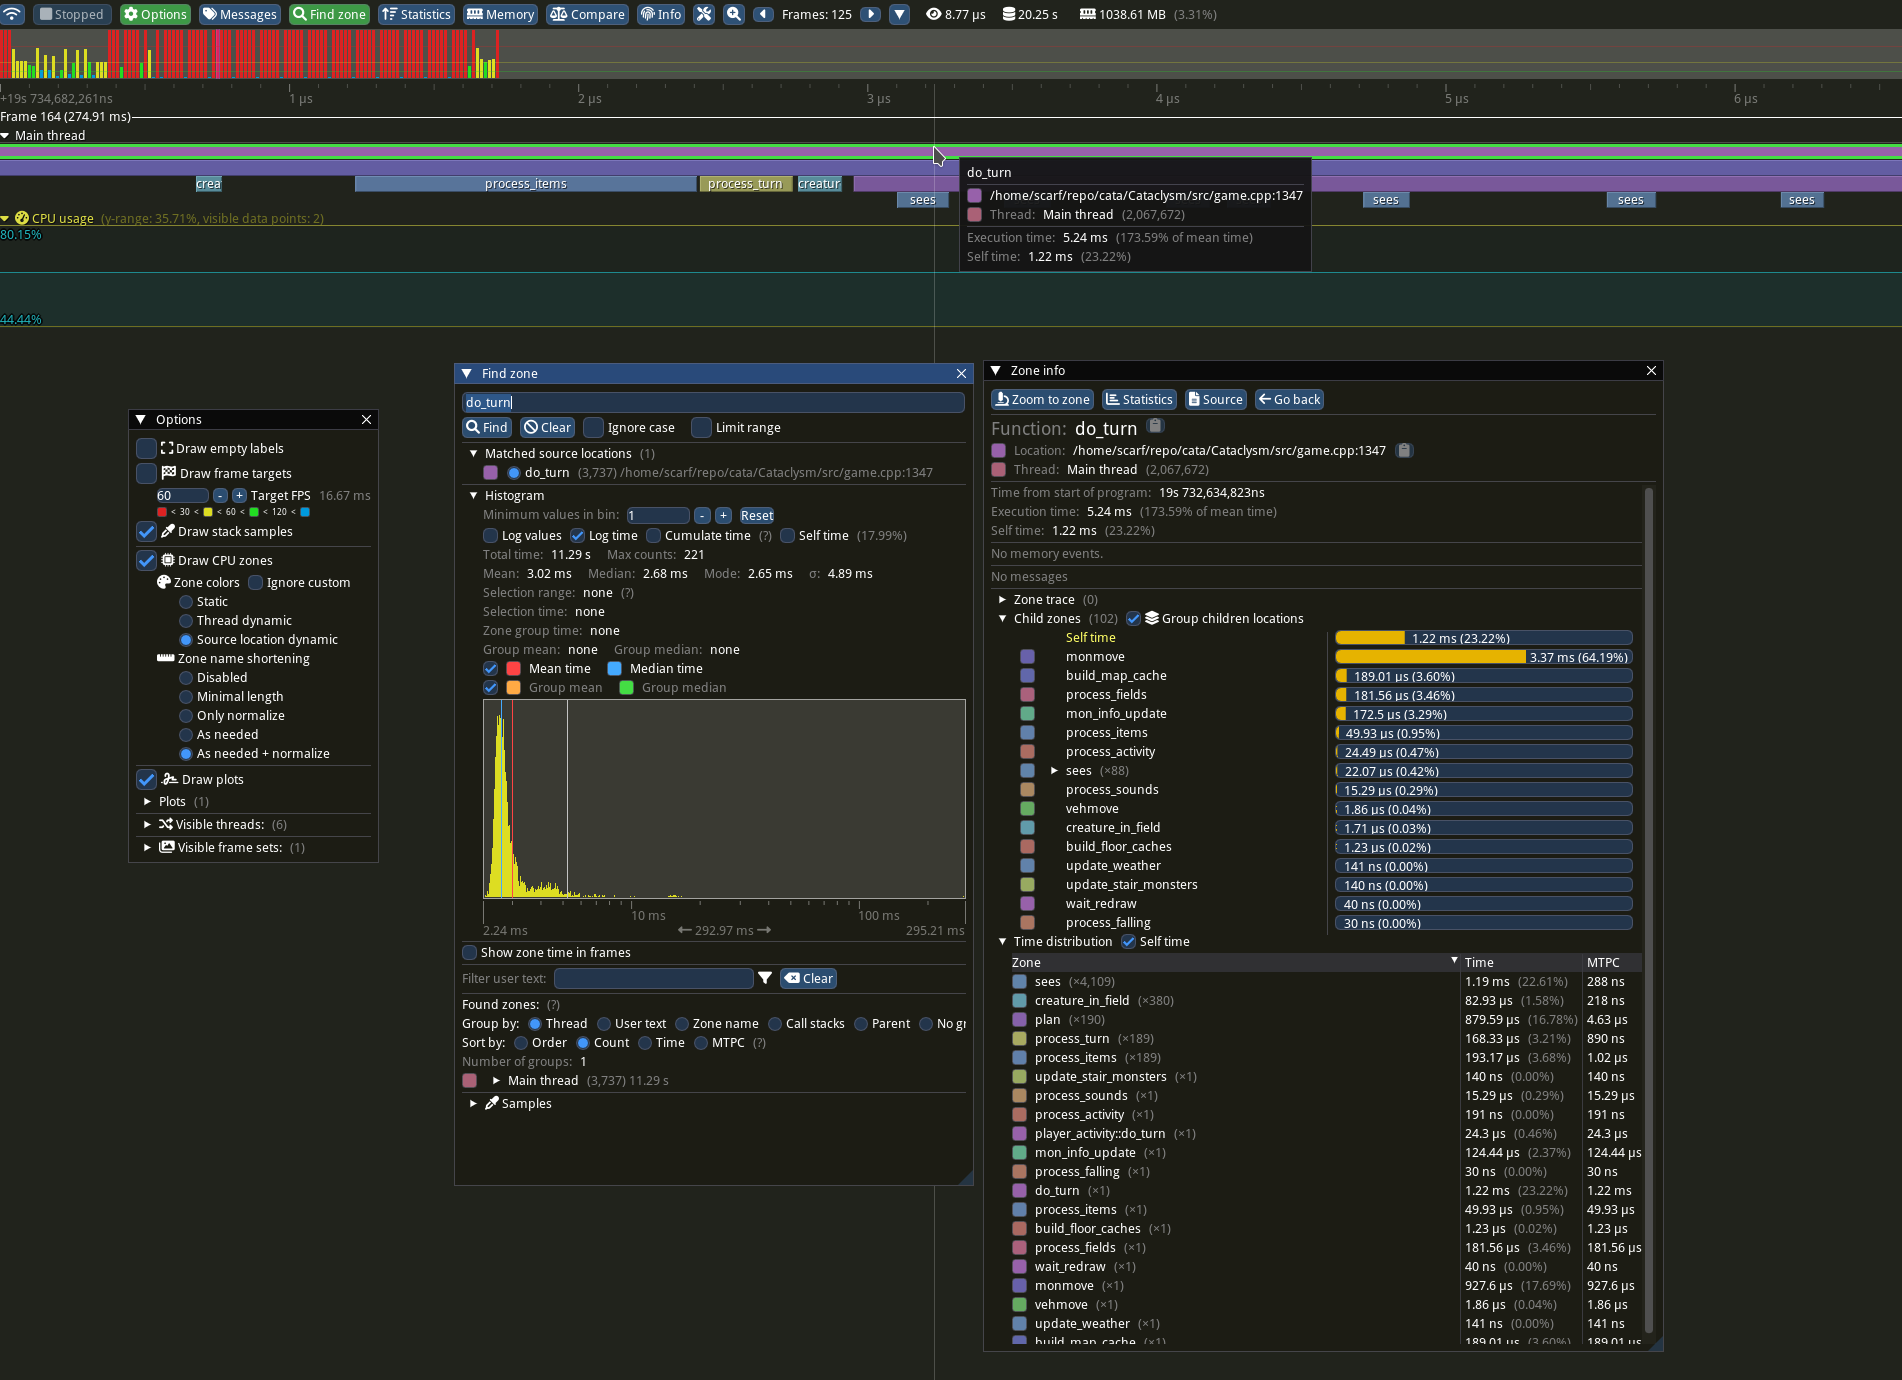 Stopped Options Messages Find zone Statistics Memory Compare Info Frames: 125 8.77 μs 20.25 s 1038.61 MB (3.31%)
+19s 734,682,261ns 1 μs 2 μs 3 μs 4 μs 5 μs 6 μs
Frame 164 (274.91 ms)
Main thread
crea process_items process_turn creatur
sees sees sees sees
do_turn
/home/scarf/repo/cata/Cataclysm/src/game.cpp:1347
Thread: Main thread (2,067,672)
Execution time: 5.24 ms (173.59% of mean time)
Self time: 1.22 ms (23.22%)
CPU usage (y-range: 35.71%, visible data points: 2)
80.15%
44.44%
Options
Draw empty labels
Draw frame targets
60 - + Target FPS 16.67 ms
< 30 < < 60 < < 120 <
Draw stack samples
Draw CPU zones
Zone colors Ignore custom
Static
Thread dynamic
Source location dynamic
Zone name shortening
Disabled
Minimal length
Only normalize
As needed
As needed + normalize
Draw plots
Plots (1)
Visible threads: (6)
Visible frame sets: (1)
Find zone
do_turn
Find Clear Ignore case Limit range
Matched source locations (1)
do_turn (3,737) /home/scarf/repo/cata/Cataclysm/src/game.cpp:1347
Histogram
Minimum values in bin: 1 - + Reset
Log values Log time Cumulate time (?) Self time (17.99%)
Total time: 11.29 s Max counts: 221
Mean: 3.02 ms Median: 2.68 ms Mode: 2.65 ms σ: 4.89 ms
Selection range: none (?)
Selection time: none
Zone group time: none
Group mean: none Group median: none
Mean time Median time
Group mean Group median
10 ms 100 ms
2.24 ms 292.97 ms 295.21 ms
Show zone time in frames
Filter user text: Clear
Found zones: (?)
Group by: Thread User text Zone name Call stacks Parent No gr
Sort by: Order Count Time MTPC (?)
Number of groups: 1
Main thread (3,737) 11.29 s
Samples
Zone info
Zoom to zone Statistics Source Go back
Function: do_turn
Location: /home/scarf/repo/cata/Cataclysm/src/game.cpp:1347
Thread: Main thread (2,067,672)
Time from start of program: 19s 732,634,823ns
Execution time: 5.24 ms (173.59% of mean time)
Self time: 1.22 ms (23.22%)
No memory events.
No messages
Zone trace (0)
Child zones (102) Group children locations
Self time 1.22 ms (23.22%)
monmove 3.37 ms (64.19%)
build_map_cache 189.01 μs (3.60%)
process_fields 181.56 μs (3.46%)
mon_info_update 172.5 μs (3.29%)
process_items 49.93 μs (0.95%)
process_activity 24.49 μs (0.47%)
sees (×88) 22.07 μs (0.42%)
process_sounds 15.29 μs (0.29%)
vehmove 1.86 μs (0.04%)
creature_in_field 1.71 μs (0.03%)
build_floor_caches 1.23 μs (0.02%)
update_weather 141 ns (0.00%)
update_stair_monsters 140 ns (0.00%)
wait_redraw 40 ns (0.00%)
process_falling 30 ns (0.00%)
Time distribution Self time
Zone Time MTPC
sees (×4,109) 1.19 ms (22.61%) 288 ns
creature_in_field (×380) 82.93 μs (1.58%) 218 ns
plan (×190) 879.59 μs (16.78%) 4.63 μs
process_turn (×189) 168.33 μs (3.21%) 890 ns
process_items (×189) 193.17 μs (3.68%) 1.02 μs
update_stair_monsters (×1) 140 ns (0.00%) 140 ns
process_sounds (×1) 15.29 μs (0.29%) 15.29 μs
process_activity (×1) 191 ns (0.00%) 191 ns
player_activity::do_turn (×1) 24.3 μs (0.46%) 24.3 μs
mon_info_update (×1) 124.44 μs (2.37%) 124.44 μs
process_falling (×1) 30 ns (0.00%) 30 ns
do_turn (×1) 1.22 ms (23.22%) 1.22 ms
process_items (×1) 49.93 μs (0.95%) 49.93 μs
build_floor_caches (×1) 1.23 μs (0.02%) 1.23 μs
process_fields (×1) 181.56 μs (3.46%) 181.56 μs
wait_redraw (×1) 40 ns (0.00%) 40 ns
monmove (×1) 927.6 μs (17.69%) 927.6 μs
vehmove (×1) 1.86 μs (0.04%) 1.86 μs
update_weather (×1) 141 ns (0.00%) 141 ns
build_map_cache (×1) 189.01 μs (3.60%) 189.01 μs